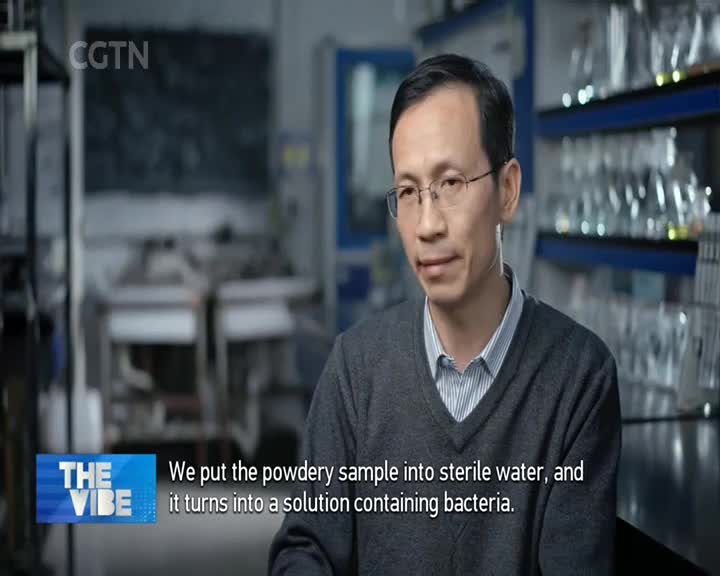 CGTN
THE
VIBE
We put the powdery sample into sterile water, and
it turns into a solution containing bacteria.